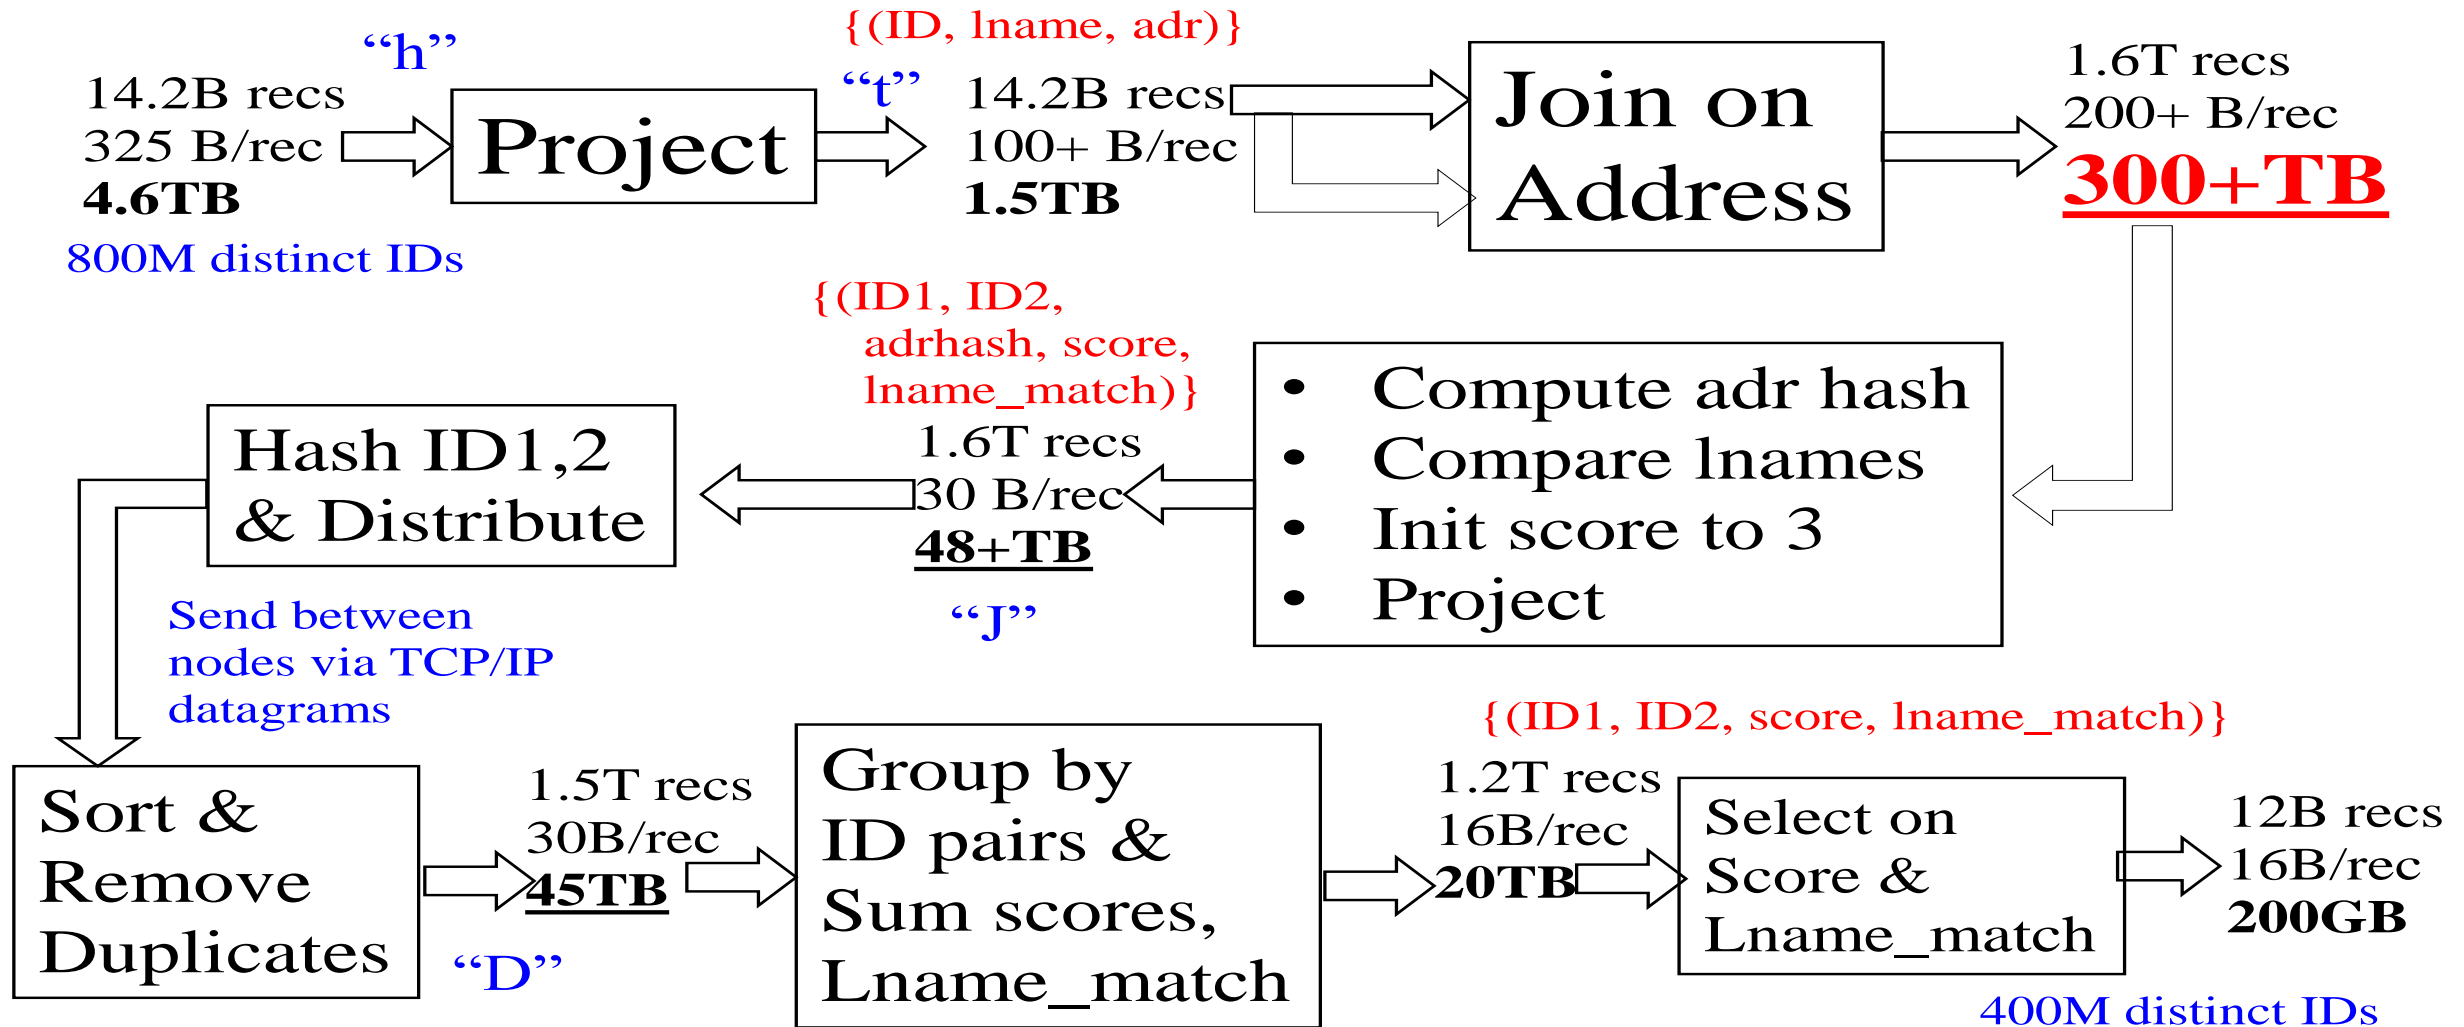 “h”
14.2B recs
325 B/rec
4.6TB
800M distinct IDs
Project
{(ID, lname, adr)}
“t”
14.2B recs
100+ B/rec
1.5TB
Join on
Address
1.6T recs
200+ B/rec
300+TB
• Compute adr hash
• Compare lnames
• Init score to 3
• Project
{(ID1, ID2,
adrhash, score,
lname_match)}
1.6T recs
30 B/rec
48+TB
“J”
Hash ID1,2
& Distribute
Send between
nodes via TCP/IP
datagrams
Sort &
Remove
Duplicates
“D”
1.5T recs
30B/rec
45TB
Group by
ID pairs &
Sum scores,
Lname_match
{(ID1, ID2, score, lname_match)}
1.2T recs
16B/rec
20TB
Select on
Score &
Lname_match
12B recs
16B/rec
200GB
400M distinct IDs